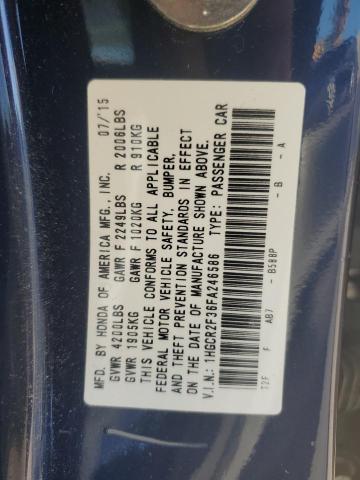 MFD. BY HONDA OF AMERICA MFG., INC. 07/'15
GVWR 4200LBS GAWR F 2249LBS R 2006LBS
GVWR 1905KG GAWR F 1020KG R 910KG
THIS VEHICLE CONFORMS TO ALL APPLICABLE
FEDERAL MOTOR VEHICLE SAFETY, BUMPER,
AND THEFT PREVENTION STANDARDS IN EFFECT
ON THE DATE OF MANUFACTURE SHOWN ABOVE.
V.I.N.: 1HGCR2F36FA246586 TYPE: PASSENGER CAR
T2F F AB7 - B588P - B - A